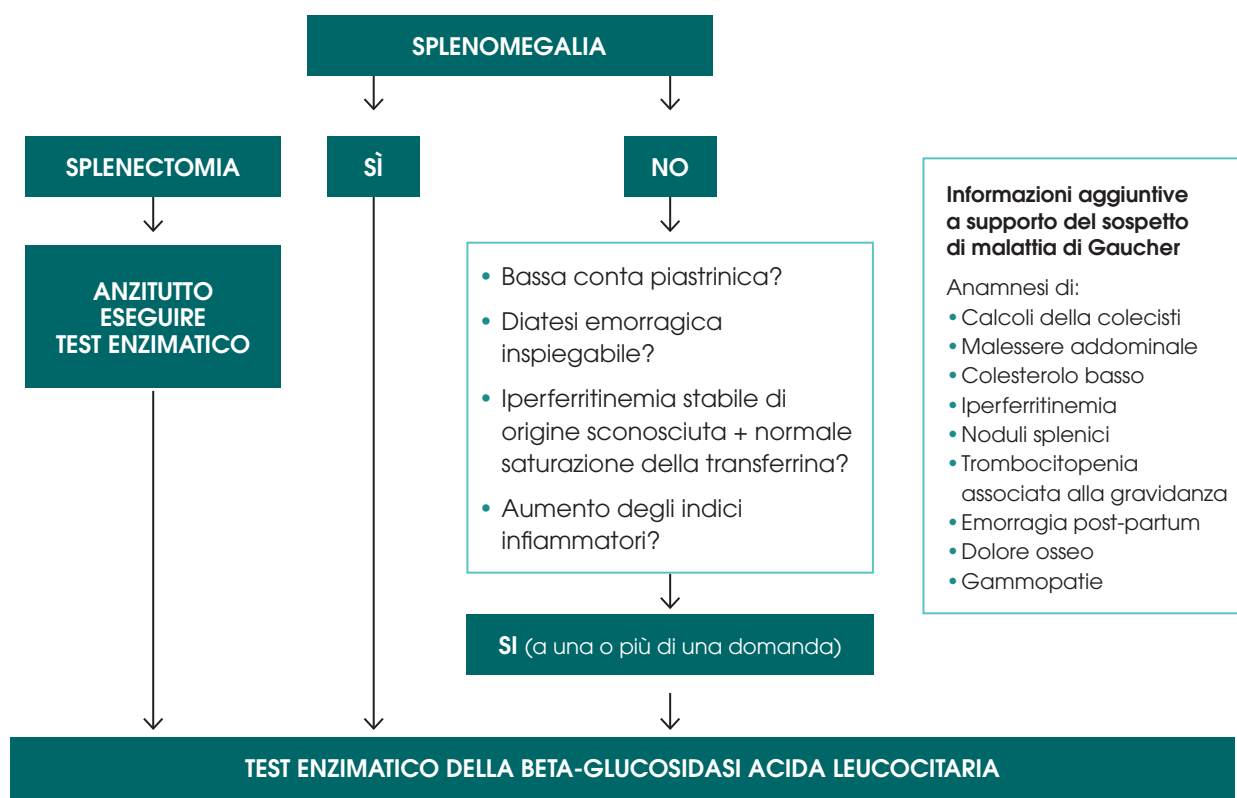 SPLENOMEGALIA
SPLENECTOMIA
SÌ
NO
ANZITUTTO
ESEGUIRE
TEST ENZIMATICO
• Bassa conta piastrinica?
• Diatesi emorragica
inspiegabile?
• Iperferritinemia stabile di
origine sconosciuta + normale
saturazione della transferrina?
• Aumento degli indici
infiammatori?
SI (a una o più di una domanda)
Informazioni aggiuntive
a supporto del sospetto
di malattia di Gaucher
Anamnesi di:
• Calcoli della colecisti
• Malessere addominale
• Colesterolo basso
• Iperferritinemia
• Noduli splenici
• Trombocitopenia
associata alla gravidanza
• Emorragia post-partum
• Dolore osseo
• Gammopatie
TEST ENZIMATICO DELLA BETA-GLUCOSIDASI ACIDA LEUCOCITARIA